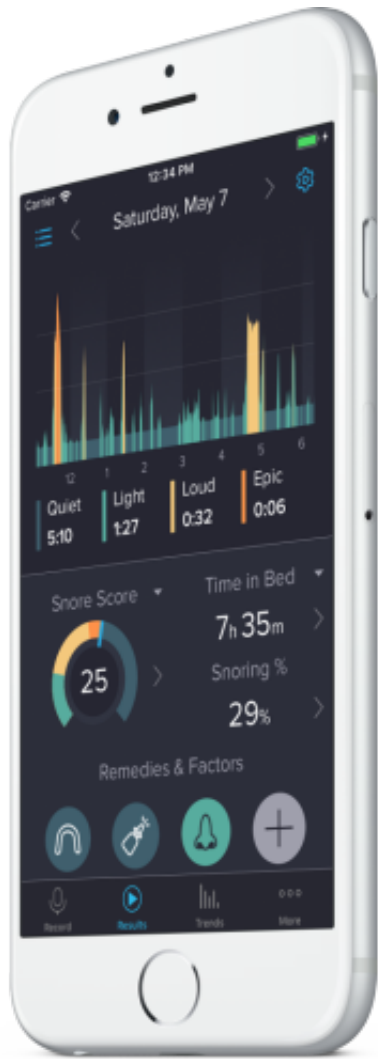 Carrier 12:34 PM
Saturday, May 7
12 1 2 3 4 5 6
Quiet Light Loud Epic
5:10 1:27 0:32 0:06
Snore Score
25
Time in Bed
7h 35m
Snoring %
29%
Remedies & Factors
Record Results Trends More